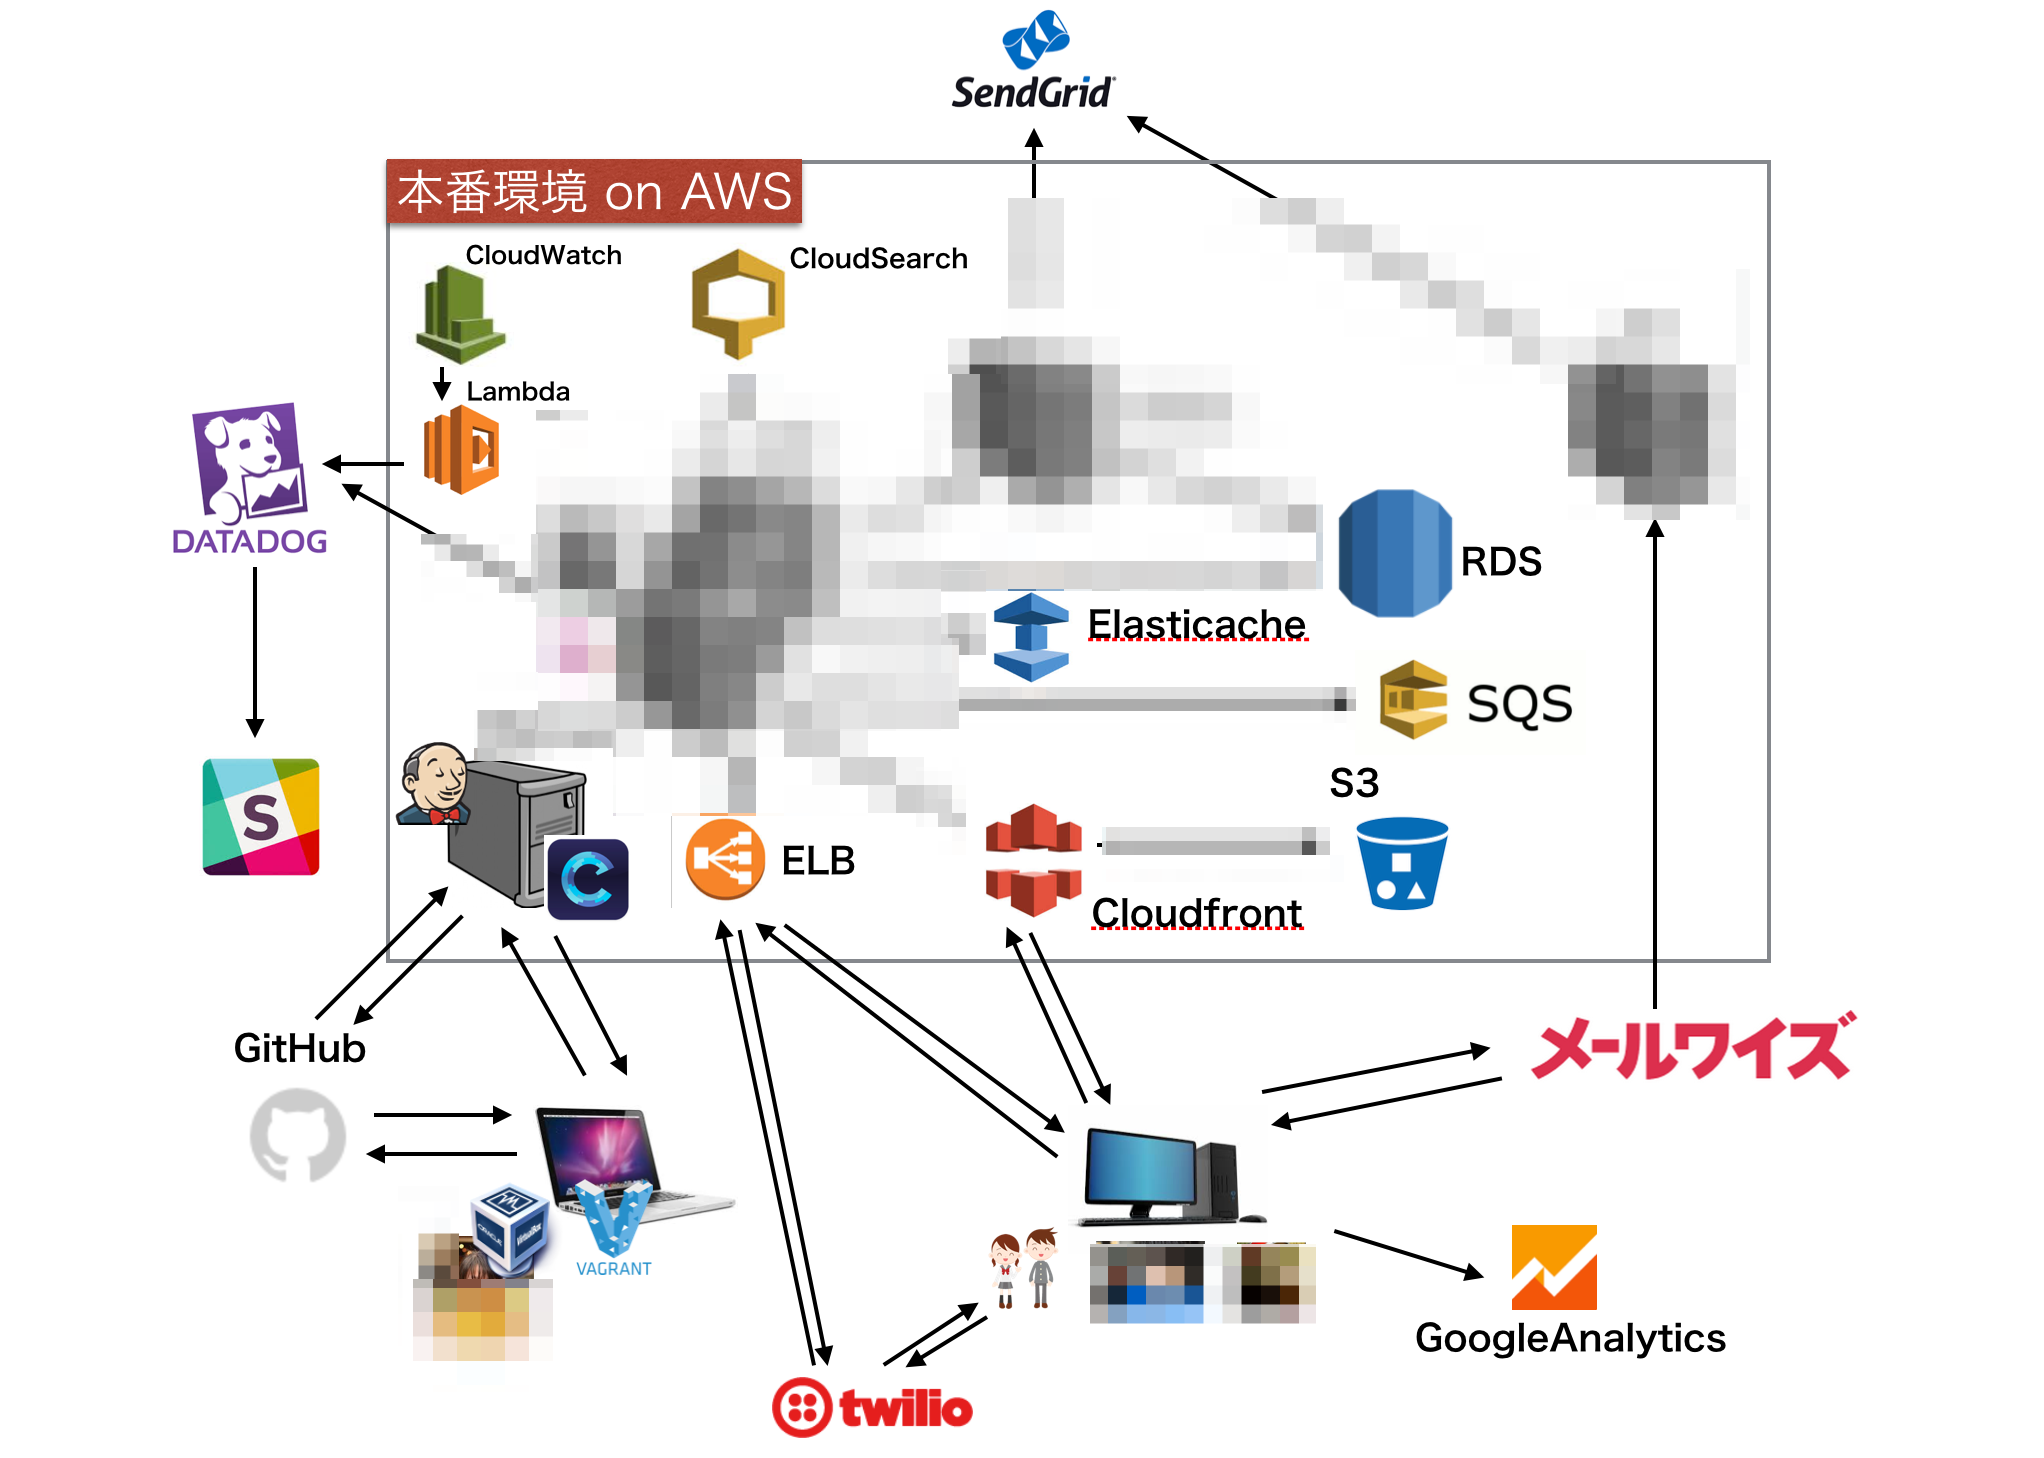 SendGrid
本番環境 on AWS
CloudWatch
CloudSearch
Lambda
DATADOG
RDS
Elasticache
SQS
S
S3
C
ELB
Cloudfront
GitHub
メールワイズ
VirtualBox
VAGRANT
GoogleAnalytics
twilio